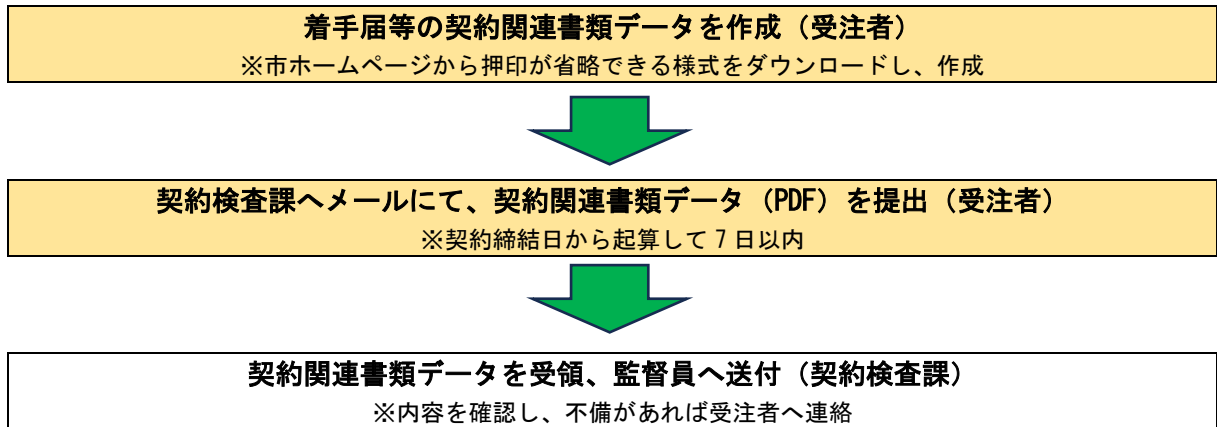 着手届等の契約関連書類データを作成（受注者）
※市ホームページから押印が省略できる様式をダウンロードし、作成
契約検査課へメールにて、契約関連書類データ（PDF）を提出（受注者）
※契約締結日から起算して７日以内
契約関連書類データを受領、監督員へ送付（契約検査課）
※内容を確認し、不備があれば受注者へ連絡